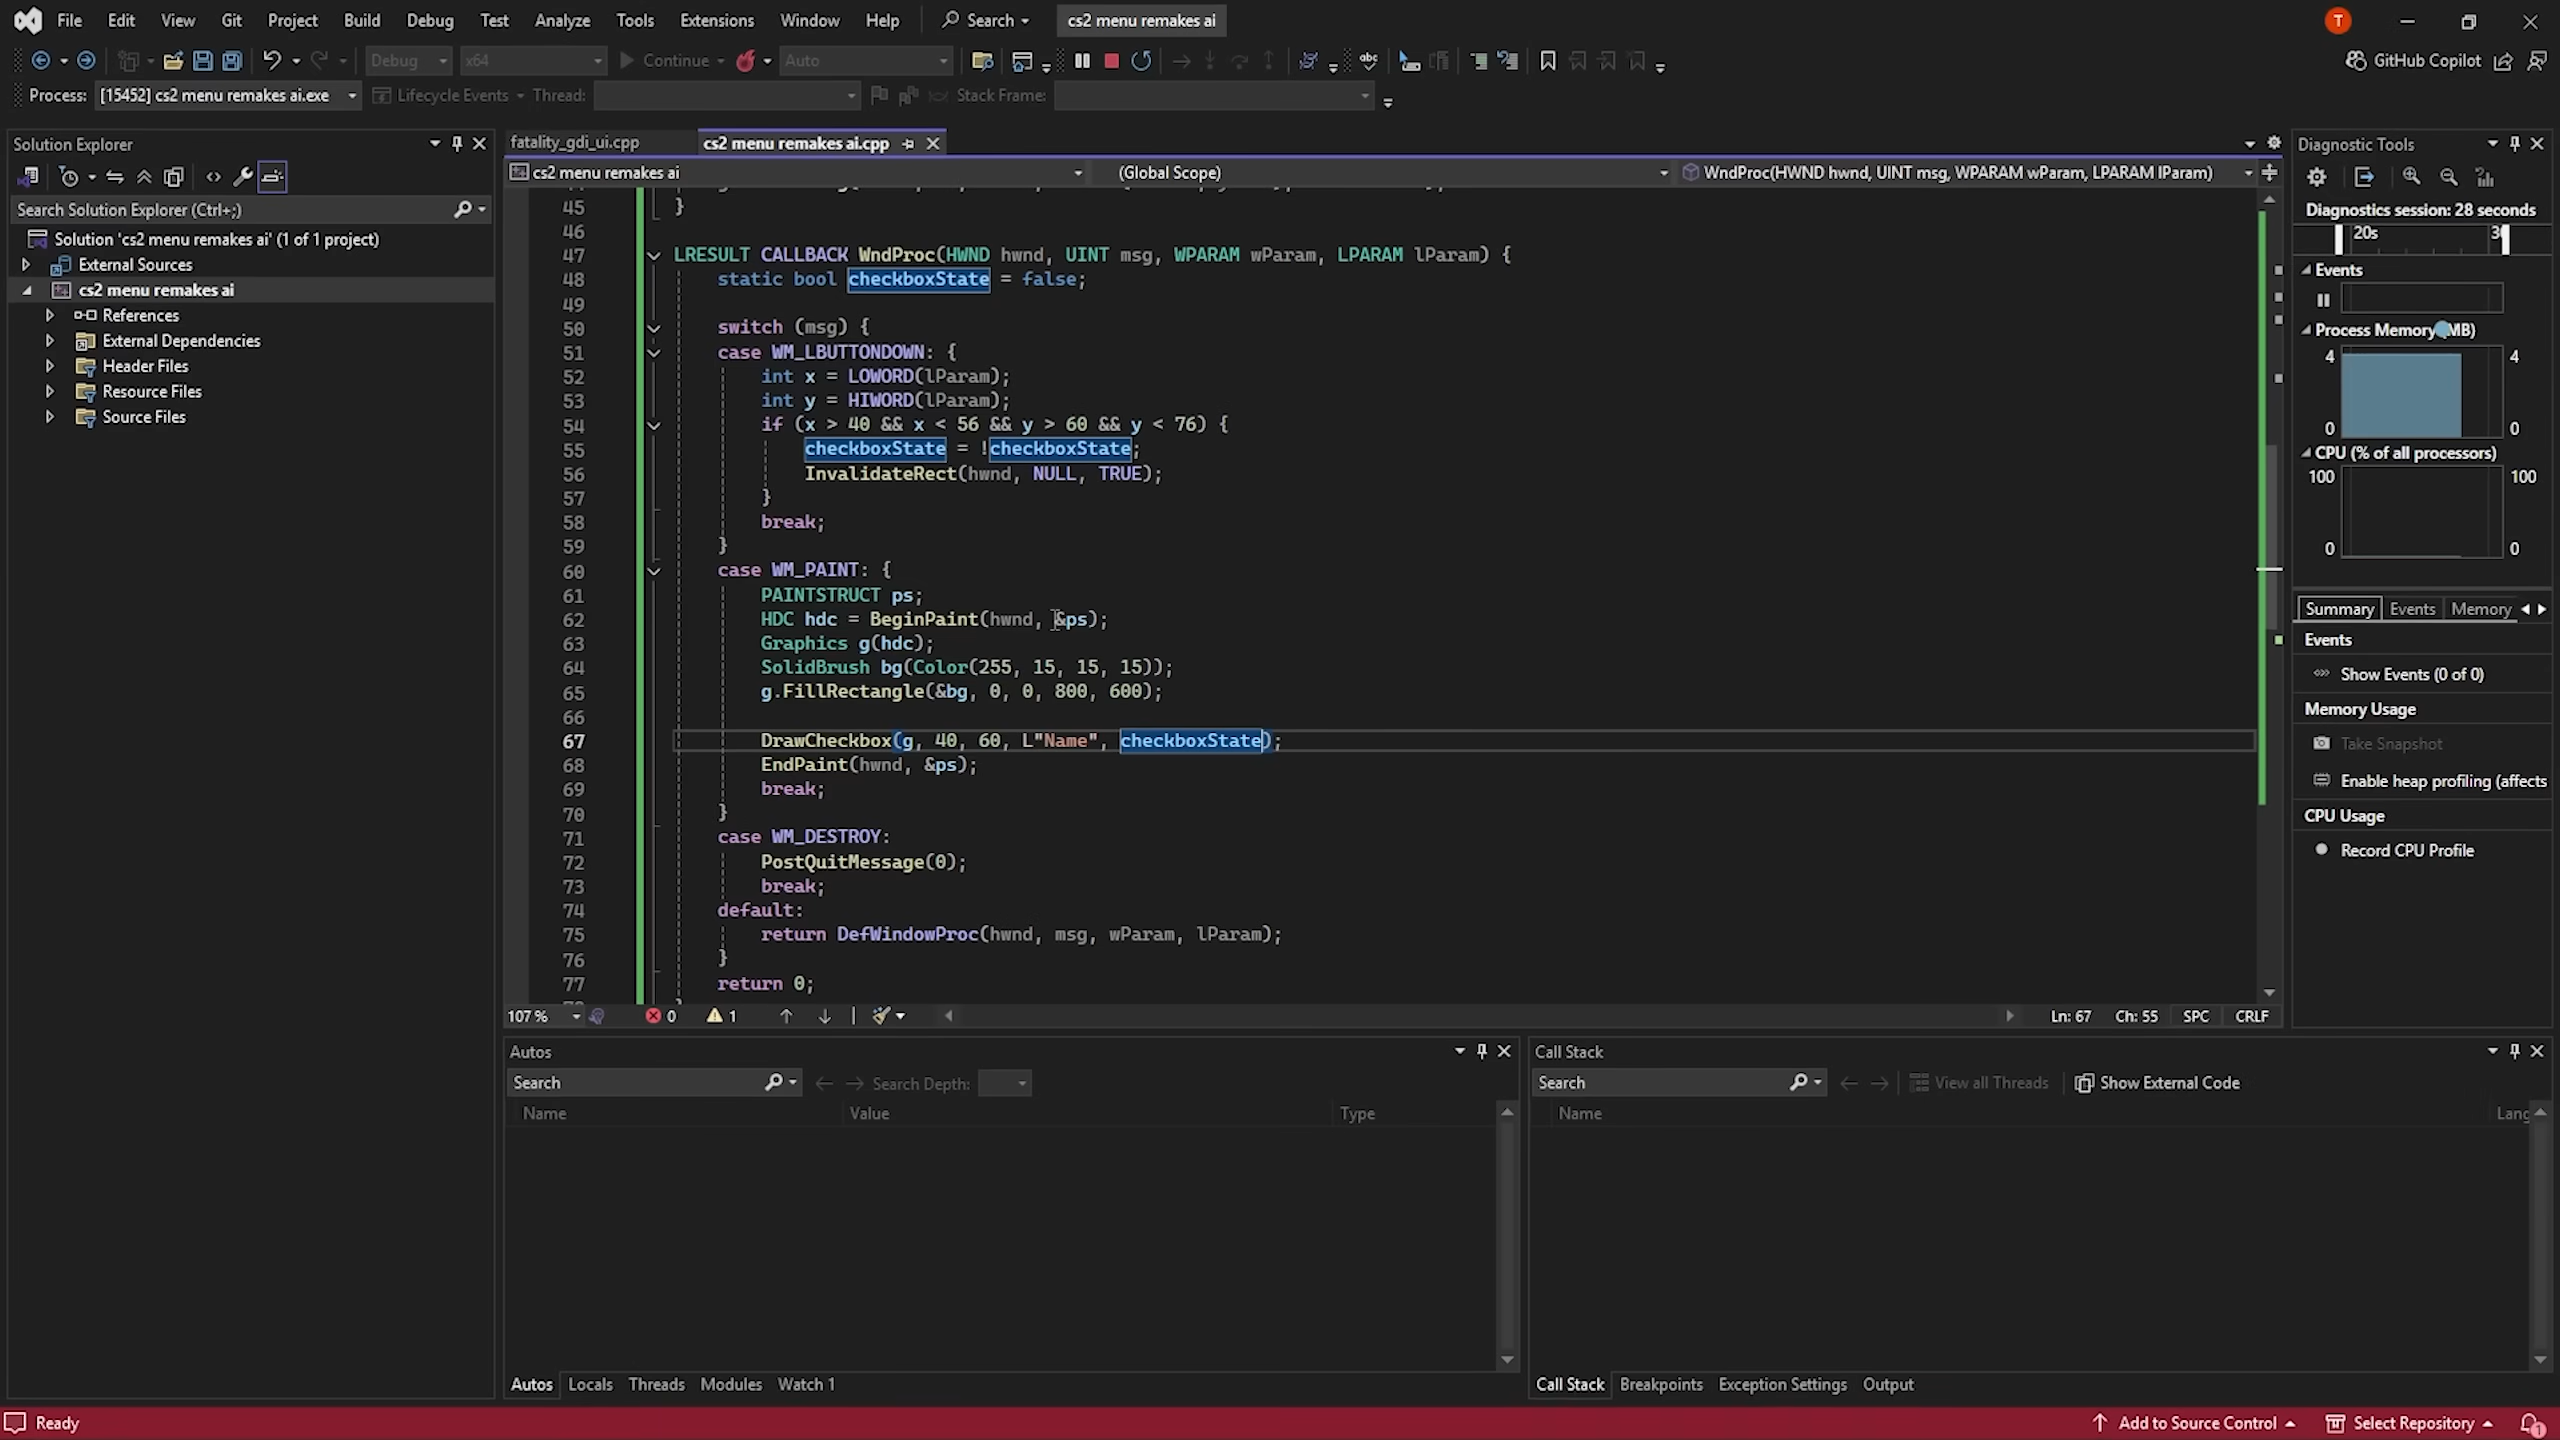 File Edit View Git Project Build Debug Test Analyze Tools Extensions Window Help Search cs2 menu remakes ai T
Debug x64 Continue Auto GitHub Copilot
Process: [15452] cs2 menu remakes ai.exe Lifecycle Events Thread: Stack Frame:
Solution Explorer
Search Solution Explorer (Ctrl+;)
Solution 'cs2 menu remakes ai' (1 of 1 project)
External Sources
cs2 menu remakes ai
References
External Dependencies
Header Files
Resource Files
Source Files
fatality_gdi_ui.cpp cs2 menu remakes ai.cpp
cs2 menu remakes ai (Global Scope) WndProc(HWND hwnd, UINT msg, WPARAM wParam, LPARAM lParam)
45 }
46
47 LRESULT CALLBACK WndProc(HWND hwnd, UINT msg, WPARAM wParam, LPARAM lParam) {
48 static bool checkboxState = false;
49
50 switch (msg) {
51 case WM_LBUTTONDOWN: {
52 int x = LOWORD(lParam);
53 int y = HIWORD(lParam);
54 if (x > 40 && x < 56 && y > 60 && y < 76) {
55 checkboxState = !checkboxState;
56 InvalidateRect(hwnd, NULL, TRUE);
57 }
58 break;
59 }
60 case WM_PAINT: {
61 PAINTSTRUCT ps;
62 HDC hdc = BeginPaint(hwnd, &ps);
63 Graphics g(hdc);
64 SolidBrush bg(Color(255, 15, 15, 15));
65 g.FillRectangle(&bg, 0, 0, 800, 600);
66
67 DrawCheckbox(g, 40, 60, L"Name", checkboxState);
68 EndPaint(hwnd, &ps);
69 break;
70 }
71 case WM_DESTROY:
72 PostQuitMessage(0);
73 break;
74 default:
75 return DefWindowProc(hwnd, msg, wParam, lParam);
76 }
77 return 0;
107 % 0 1 Ln: 67 Ch: 55 SPC CRLF
Diagnostic Tools
Diagnostics session: 28 seconds
20s
Events
Process Memory (MB)
4 4
0 0
CPU (% of all processors)
100 100
0 0
Summary Events Memory
Events
Show Events (0 of 0)
Memory Usage
Take Snapshot
Enable heap profiling (affects
CPU Usage
Record CPU Profile
Autos
Search Search Depth:
Name Value Type
Autos Locals Threads Modules Watch 1
Call Stack
Search View all Threads Show External Code
Name Lang
Call Stack Breakpoints Exception Settings Output
Ready Add to Source Control Select Repository 1